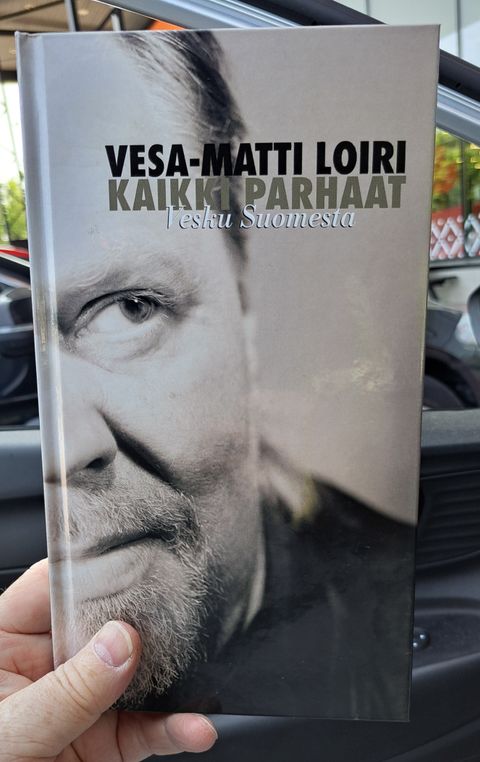 VESA-MATTI LOIRI
KAIKKI PARHAAT
Vesku Suomesta